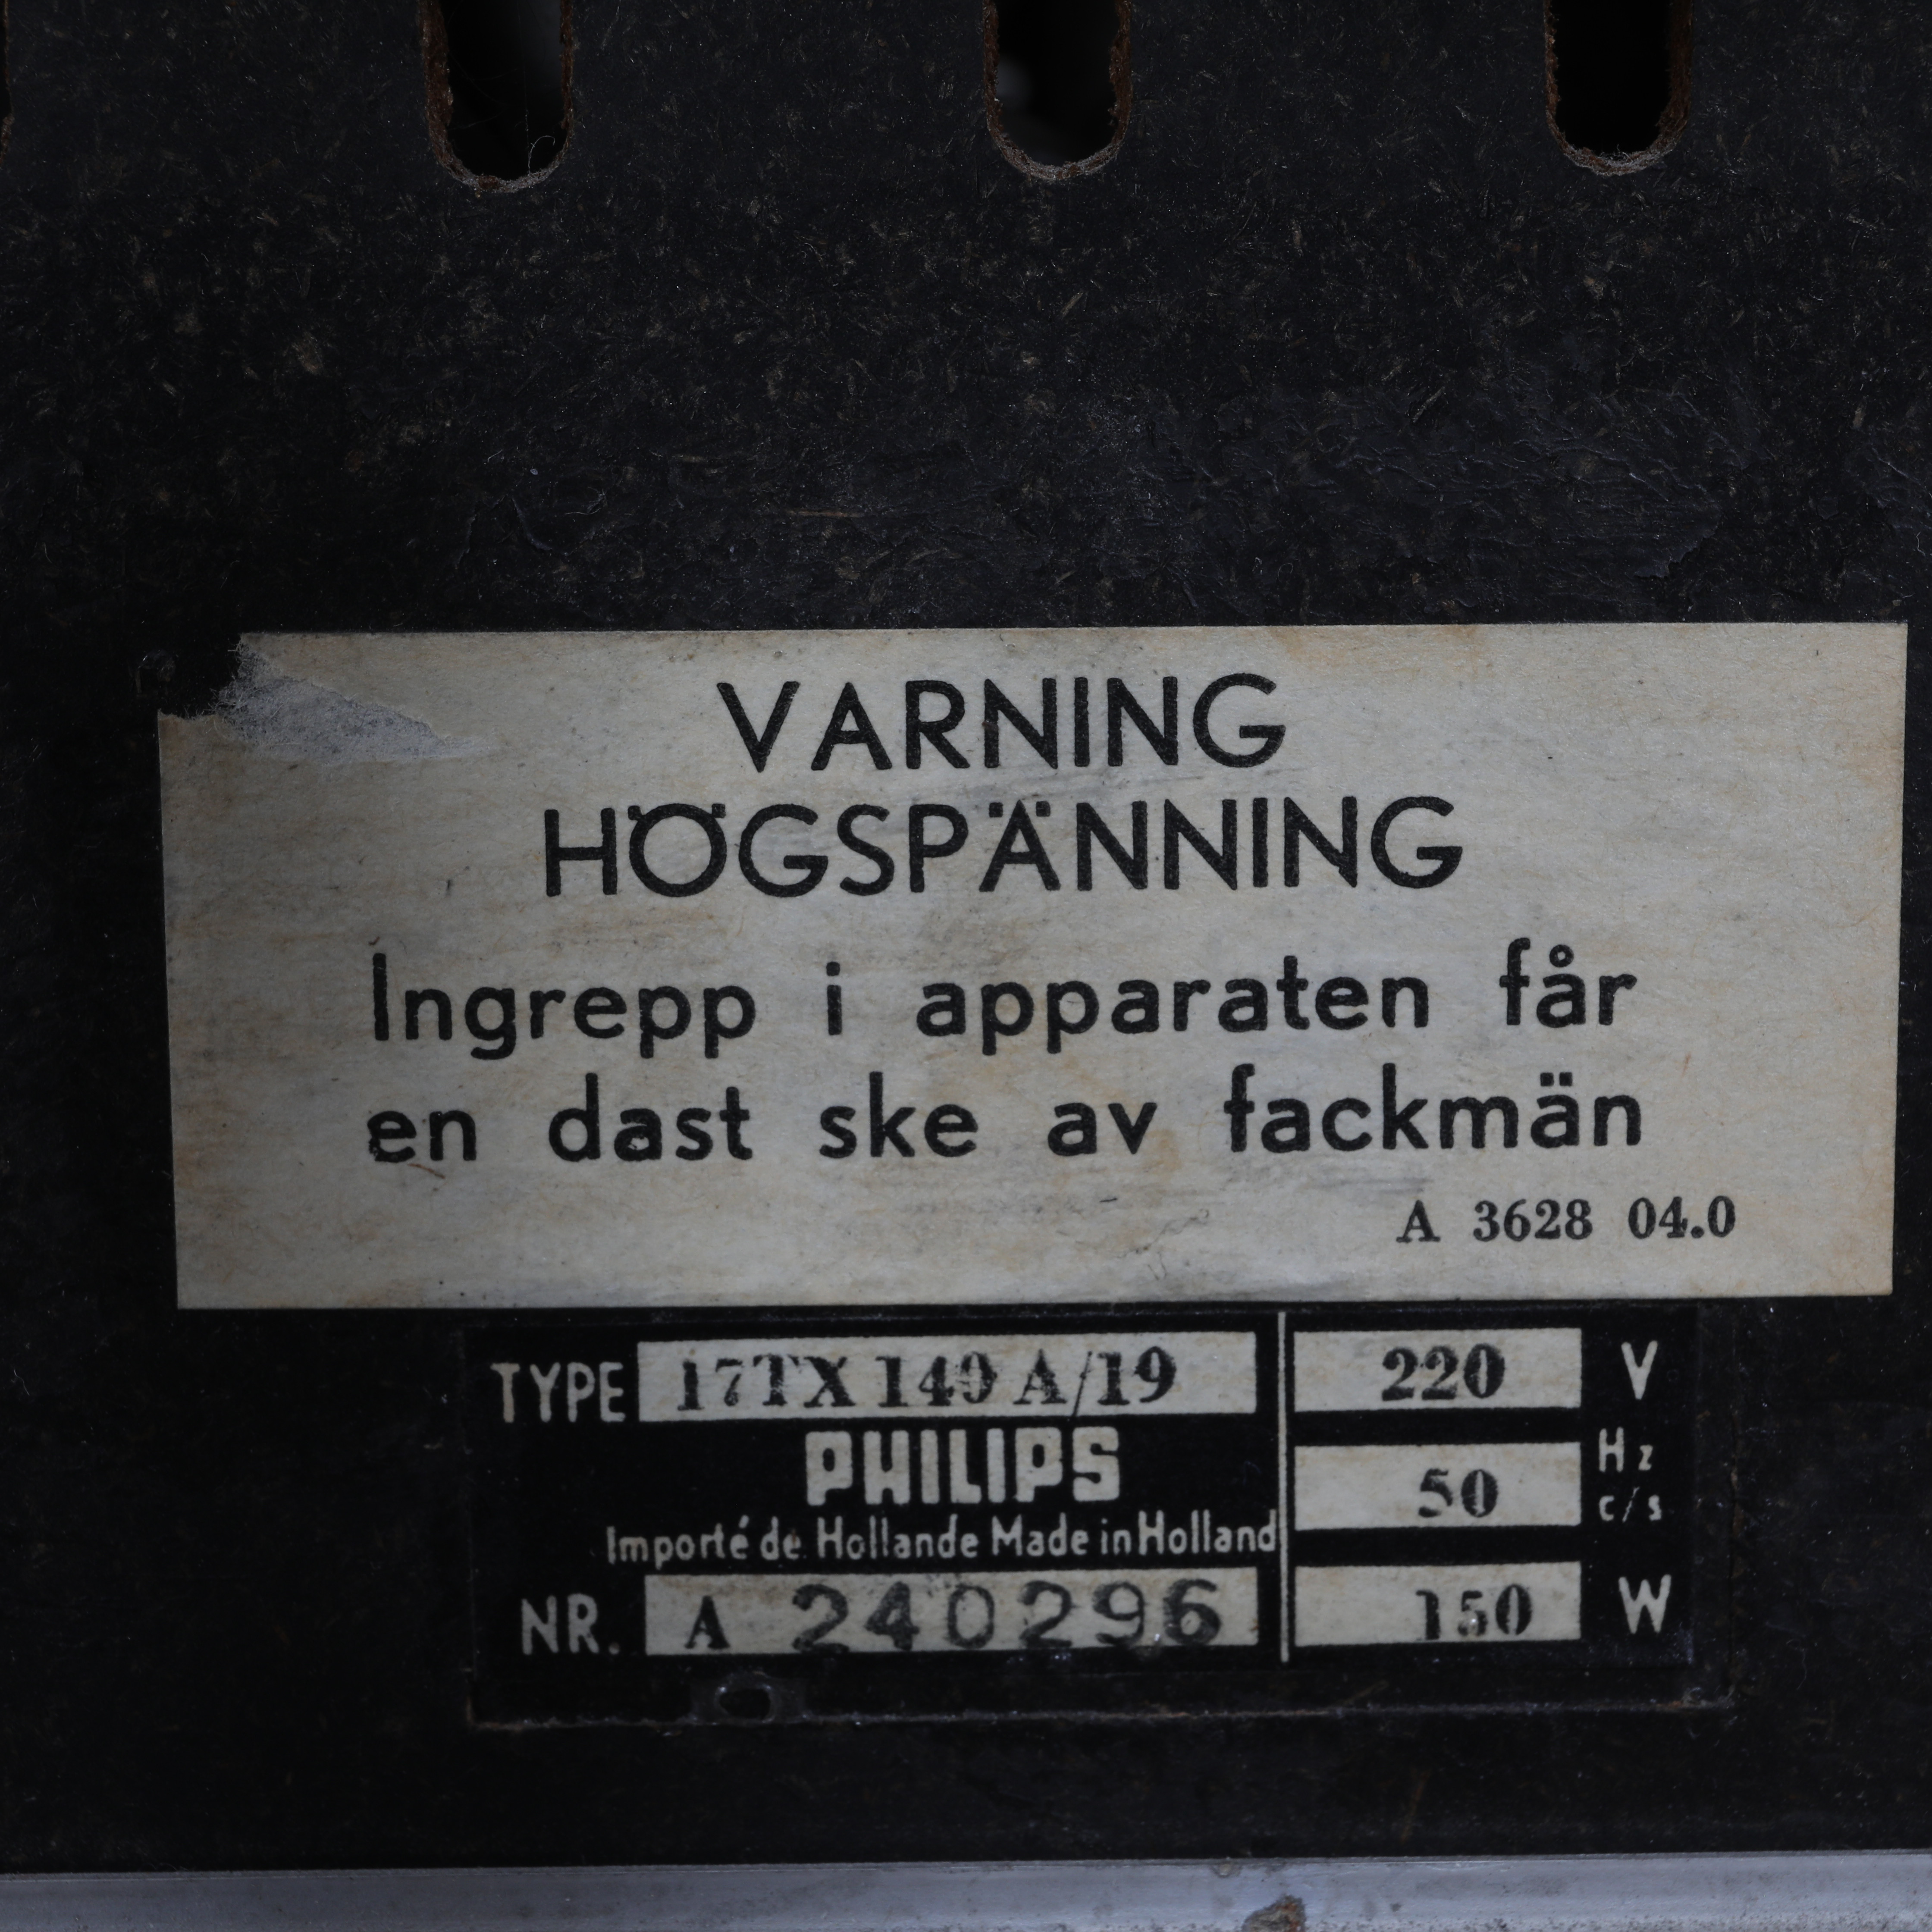 VARNING
HÖGSPÄNNING
Ingrepp i apparaten får
en dast ske av fackmän
A 3628 04.0
TYPE 17TX 140 A/19
PHILIPS
Importé de Hollande Made in Holland
NR. A 240296
220 V
50 Hz c/s
150 W